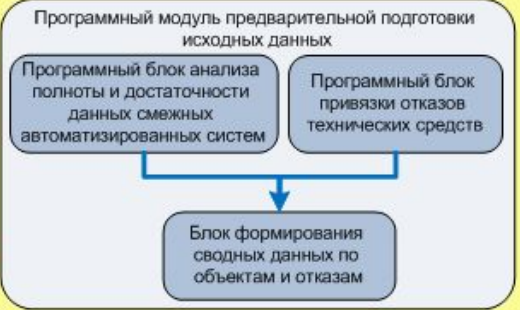 Программный модуль предварительной подготовки
исходных данных
Программный блок анализа
полноты и достаточности
данных смежных
автоматизированных систем
Программный блок
привязки отказов
технических средств
Блок формирования
сводных данных по
объектам и отказам